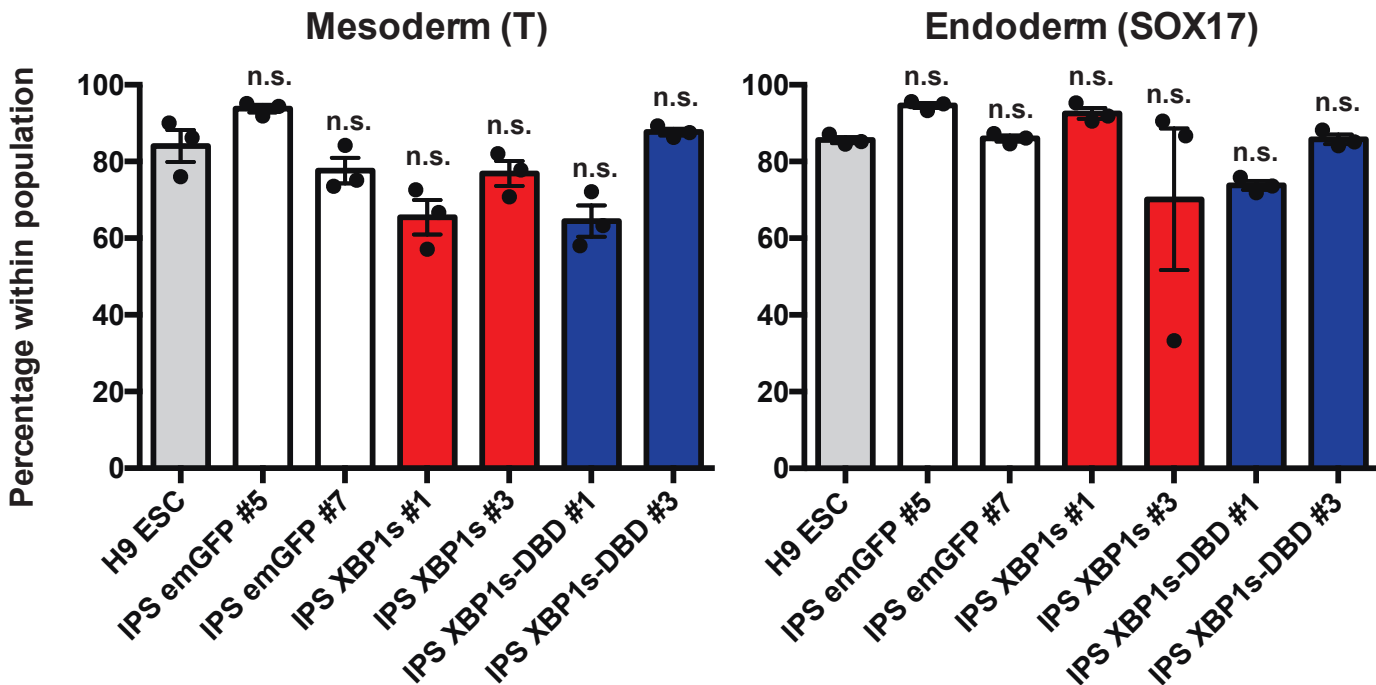 Mesoderm (T)
Percentage within population
100
80
60
40
20
0
n.s.
n.s.
n.s.
n.s.
n.s.
n.s.
H9 ESC
IPS emGFP #5
IPS emGFP #7
IPS XBP1s #1
IPS XBP1s #3
IPS XBP1s-DBD #1
IPS XBP1s-DBD #3
Endoderm (SOX17)
100
80
60
40
20
0
n.s.
n.s.
n.s.
n.s.
n.s.
n.s.
H9 ESC
IPS emGFP #5
IPS emGFP #7
IPS XBP1s #1
IPS XBP1s #3
IPS XBP1s-DBD #1
IPS XBP1s-DBD #3